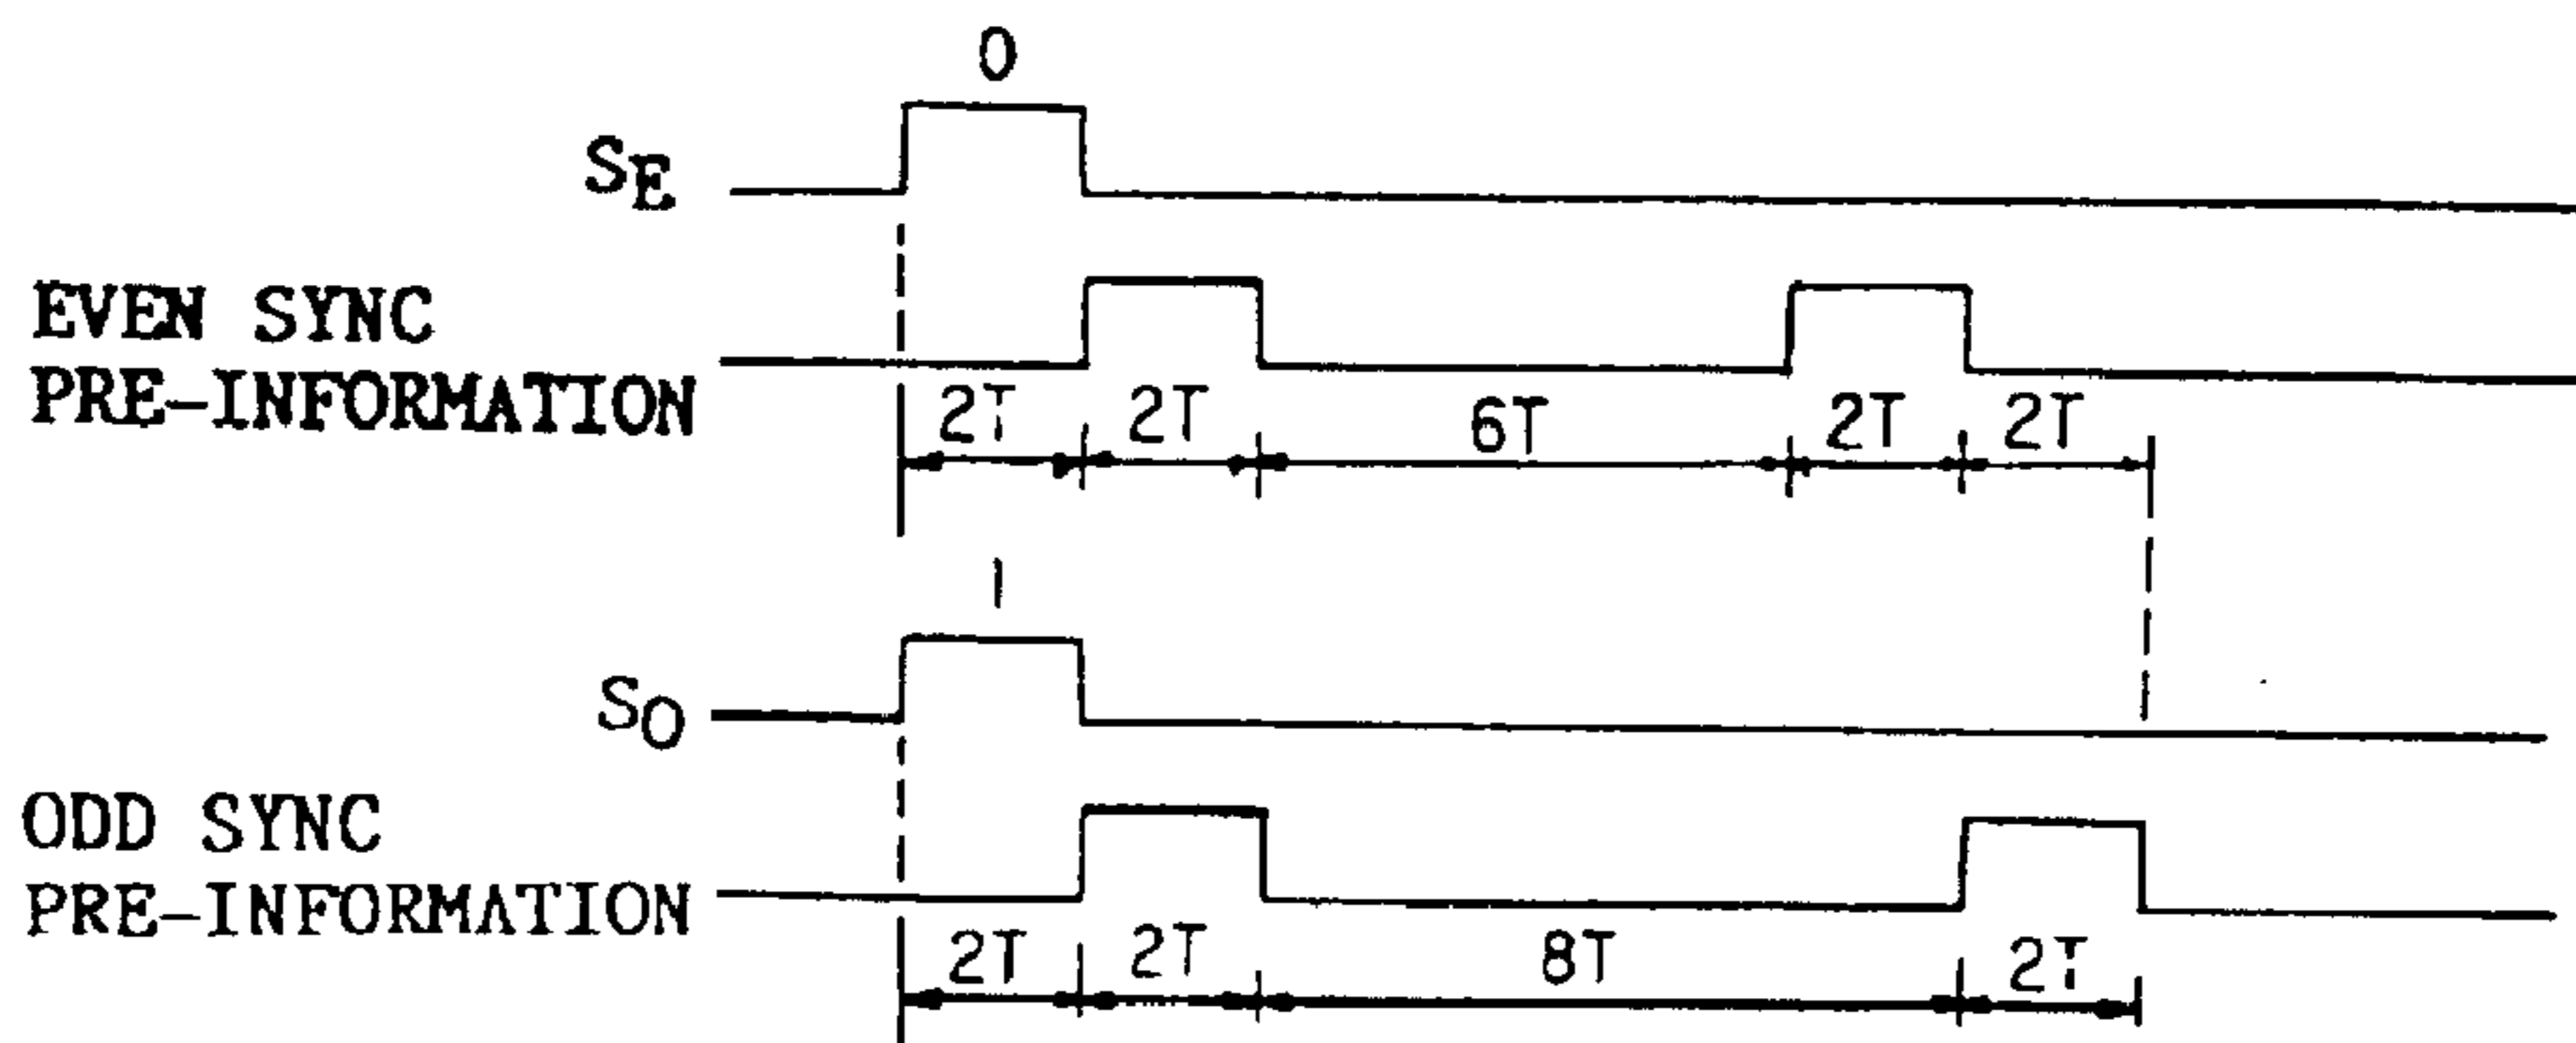 0
SE
EVEN SYNC
PRE-INFORMATION
2T 2T 6T 2T 2T
1
SO
ODD SYNC
PRE-INFORMATION
2T 2T 8T 2T